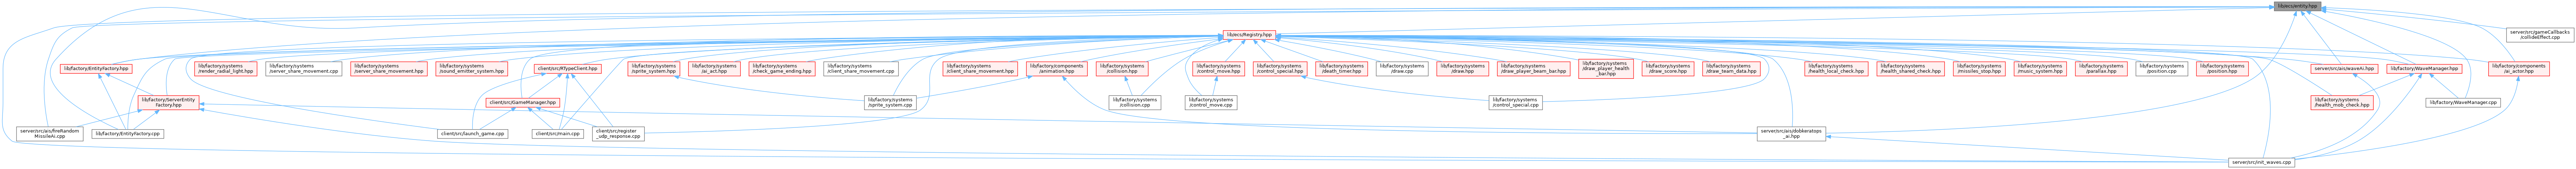 lib/ecs/entity.hpp
server/src/gameCallbacks
/collideEffect.cpp
lib/ecs/Registry.hpp
lib/factory/EntityFactory.hpp
lib/factory/systems
/render_radial_light.hpp
lib/factory/systems
/server_share_movement.cpp
lib/factory/systems
/server_share_movement.hpp
lib/factory/systems
/sound_emitter_system.hpp
client/src/RTypeClient.hpp
lib/factory/systems
/sprite_system.hpp
lib/factory/systems
/ai_act.hpp
lib/factory/systems
/check_game_ending.hpp
lib/factory/systems
/client_share_movement.cpp
lib/factory/systems
/client_share_movement.hpp
lib/factory/components
/animation.hpp
lib/factory/systems
/collision.hpp
lib/factory/systems
/control_move.hpp
lib/factory/systems
/control_special.hpp
lib/factory/systems
/death_timer.hpp
lib/factory/systems
/draw.cpp
lib/factory/systems
/draw.hpp
lib/factory/systems
/draw_player_beam_bar.hpp
lib/factory/systems
/draw_player_health
_bar.hpp
lib/factory/systems
/draw_score.hpp
lib/factory/systems
/draw_team_data.hpp
lib/factory/systems
/health_local_check.hpp
lib/factory/systems
/health_shared_check.hpp
lib/factory/systems
/missiles_stop.hpp
lib/factory/systems
/music_system.hpp
lib/factory/systems
/parallax.hpp
lib/factory/systems
/position.cpp
lib/factory/systems
/position.hpp
server/src/ais/waveAi.hpp
lib/factory/WaveManager.hpp
lib/factory/components
/ai_actor.hpp
lib/factory/ServerEntity
Factory.hpp
client/src/GameManager.hpp
lib/factory/systems
/sprite_system.cpp
lib/factory/systems
/collision.cpp
lib/factory/systems
/control_move.cpp
lib/factory/systems
/control_special.cpp
lib/factory/systems
/health_mob_check.hpp
lib/factory/WaveManager.cpp
server/src/ais/fireRandom
MissileAi.cpp
lib/factory/EntityFactory.cpp
client/src/launch_game.cpp
client/src/main.cpp
client/src/register
_udp_response.cpp
server/src/ais/dobkeratops
_ai.hpp
server/src/init_waves.cpp